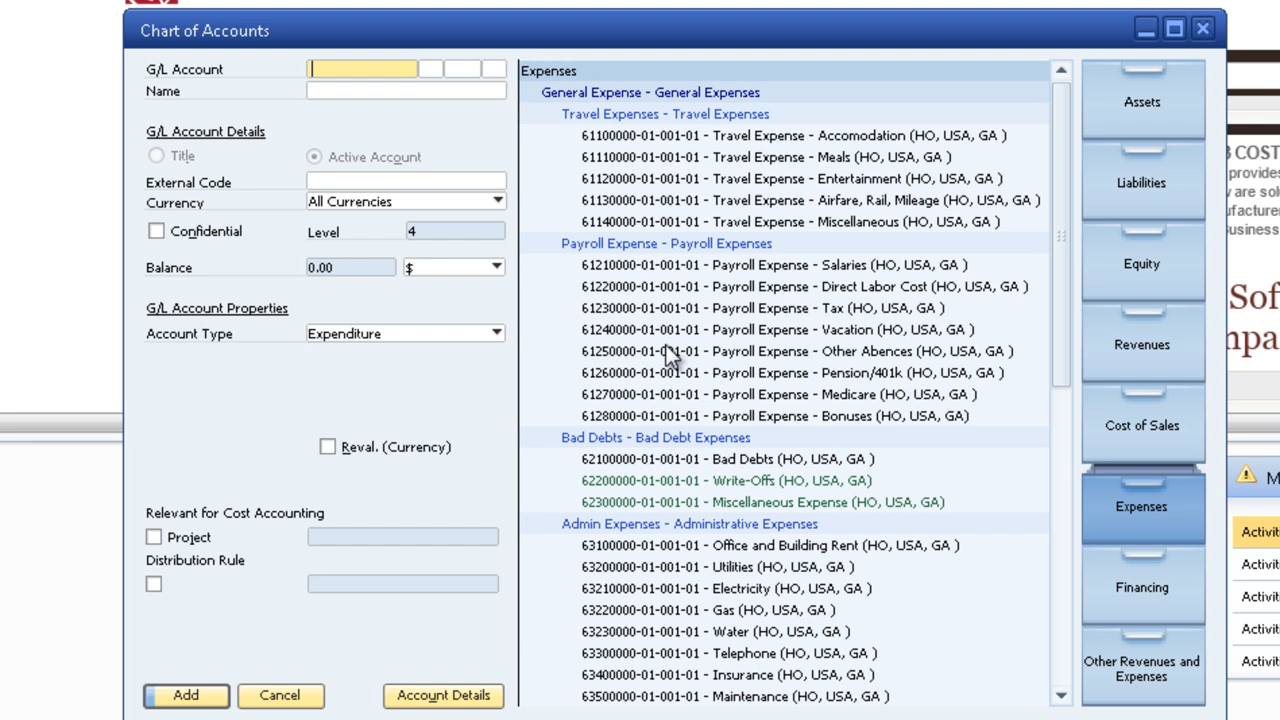 Chart of Accounts
G/L Account
Name
G/L Account Details
Title
Active Account
External Code
Currency
All Currencies
Confidential
Level
4
Balance
0.00
$
G/L Account Properties
Account Type
Expenditure
Reval. (Currency)
Relevant for Cost Accounting
Project
Distribution Rule
Add
Cancel
Account Details
Expenses
General Expense - General Expenses
Travel Expenses - Travel Expenses
61100000-01-001-01 - Travel Expense - Accomodation (HO, USA, GA )
61110000-01-001-01 - Travel Expense - Meals (HO, USA, GA )
61120000-01-001-01 - Travel Expense - Entertainment (HO, USA, GA )
61130000-01-001-01 - Travel Expense - Airfare, Rail, Mileage (HO, USA, GA )
61140000-01-001-01 - Travel Expense - Miscellaneous (HO, USA, GA )
Payroll Expense - Payroll Expenses
61210000-01-001-01 - Payroll Expense - Salaries (HO, USA, GA )
61220000-01-001-01 - Payroll Expense - Direct Labor Cost (HO, USA, GA )
61230000-01-001-01 - Payroll Expense - Tax (HO, USA, GA )
61240000-01-001-01 - Payroll Expense - Vacation (HO, USA, GA )
61250000-01-001-01 - Payroll Expense - Other Abences (HO, USA, GA )
61260000-01-001-01 - Payroll Expense - Pension/401k (HO, USA, GA )
61270000-01-001-01 - Payroll Expense - Medicare (HO, USA, GA )
61280000-01-001-01 - Payroll Expense - Bonuses (HO, USA, GA)
Bad Debts - Bad Debt Expenses
62100000-01-001-01 - Bad Debts (HO, USA, GA )
62200000-01-001-01 - Write-Offs (HO, USA, GA)
62300000-01-001-01 - Miscellaneous Expense (HO, USA, GA)
Admin Expenses - Administrative Expenses
63100000-01-001-01 - Office and Building Rent (HO, USA, GA )
63200000-01-001-01 - Utilities (HO, USA, GA )
63210000-01-001-01 - Electricity (HO, USA, GA )
63220000-01-001-01 - Gas (HO, USA, GA )
63230000-01-001-01 - Water (HO, USA, GA )
63300000-01-001-01 - Telephone (HO, USA, GA )
63400000-01-001-01 - Insurance (HO, USA, GA )
63500000-01-001-01 - Maintenance (HO, USA, GA )
Assets
Liabilities
Equity
Revenues
Cost of Sales
Expenses
Financing
Other Revenues and
Expenses
COST
provides
are sol
ufacturer
Business
Sof
mpa
M
Activit
Activit
Activit
Activit
Activit